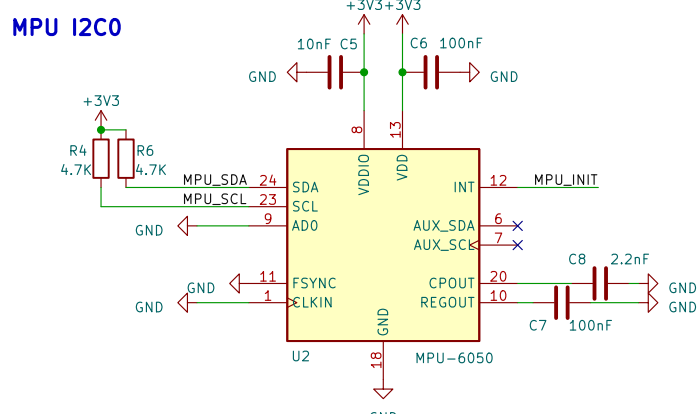 +3V3 +3V3
MPU I2C0
10nF C5 C6 100nF
GND GND
+3V3
8 13
R4 R6
4.7K 4.7K
VDDIO VDD
MPU_SDA 24 SDA INT 12 MPU_INIT
MPU_SCL 23 SCL
GND 9 AD0 AUX_SDA 6
AUX_SCL 7
C8 2.2nF
GND 11 FSYNC CPOUT 20 GND
GND 1 CLKIN REGOUT 10 GND
GND C7 100nF
U2 18 MPU-6050
GND